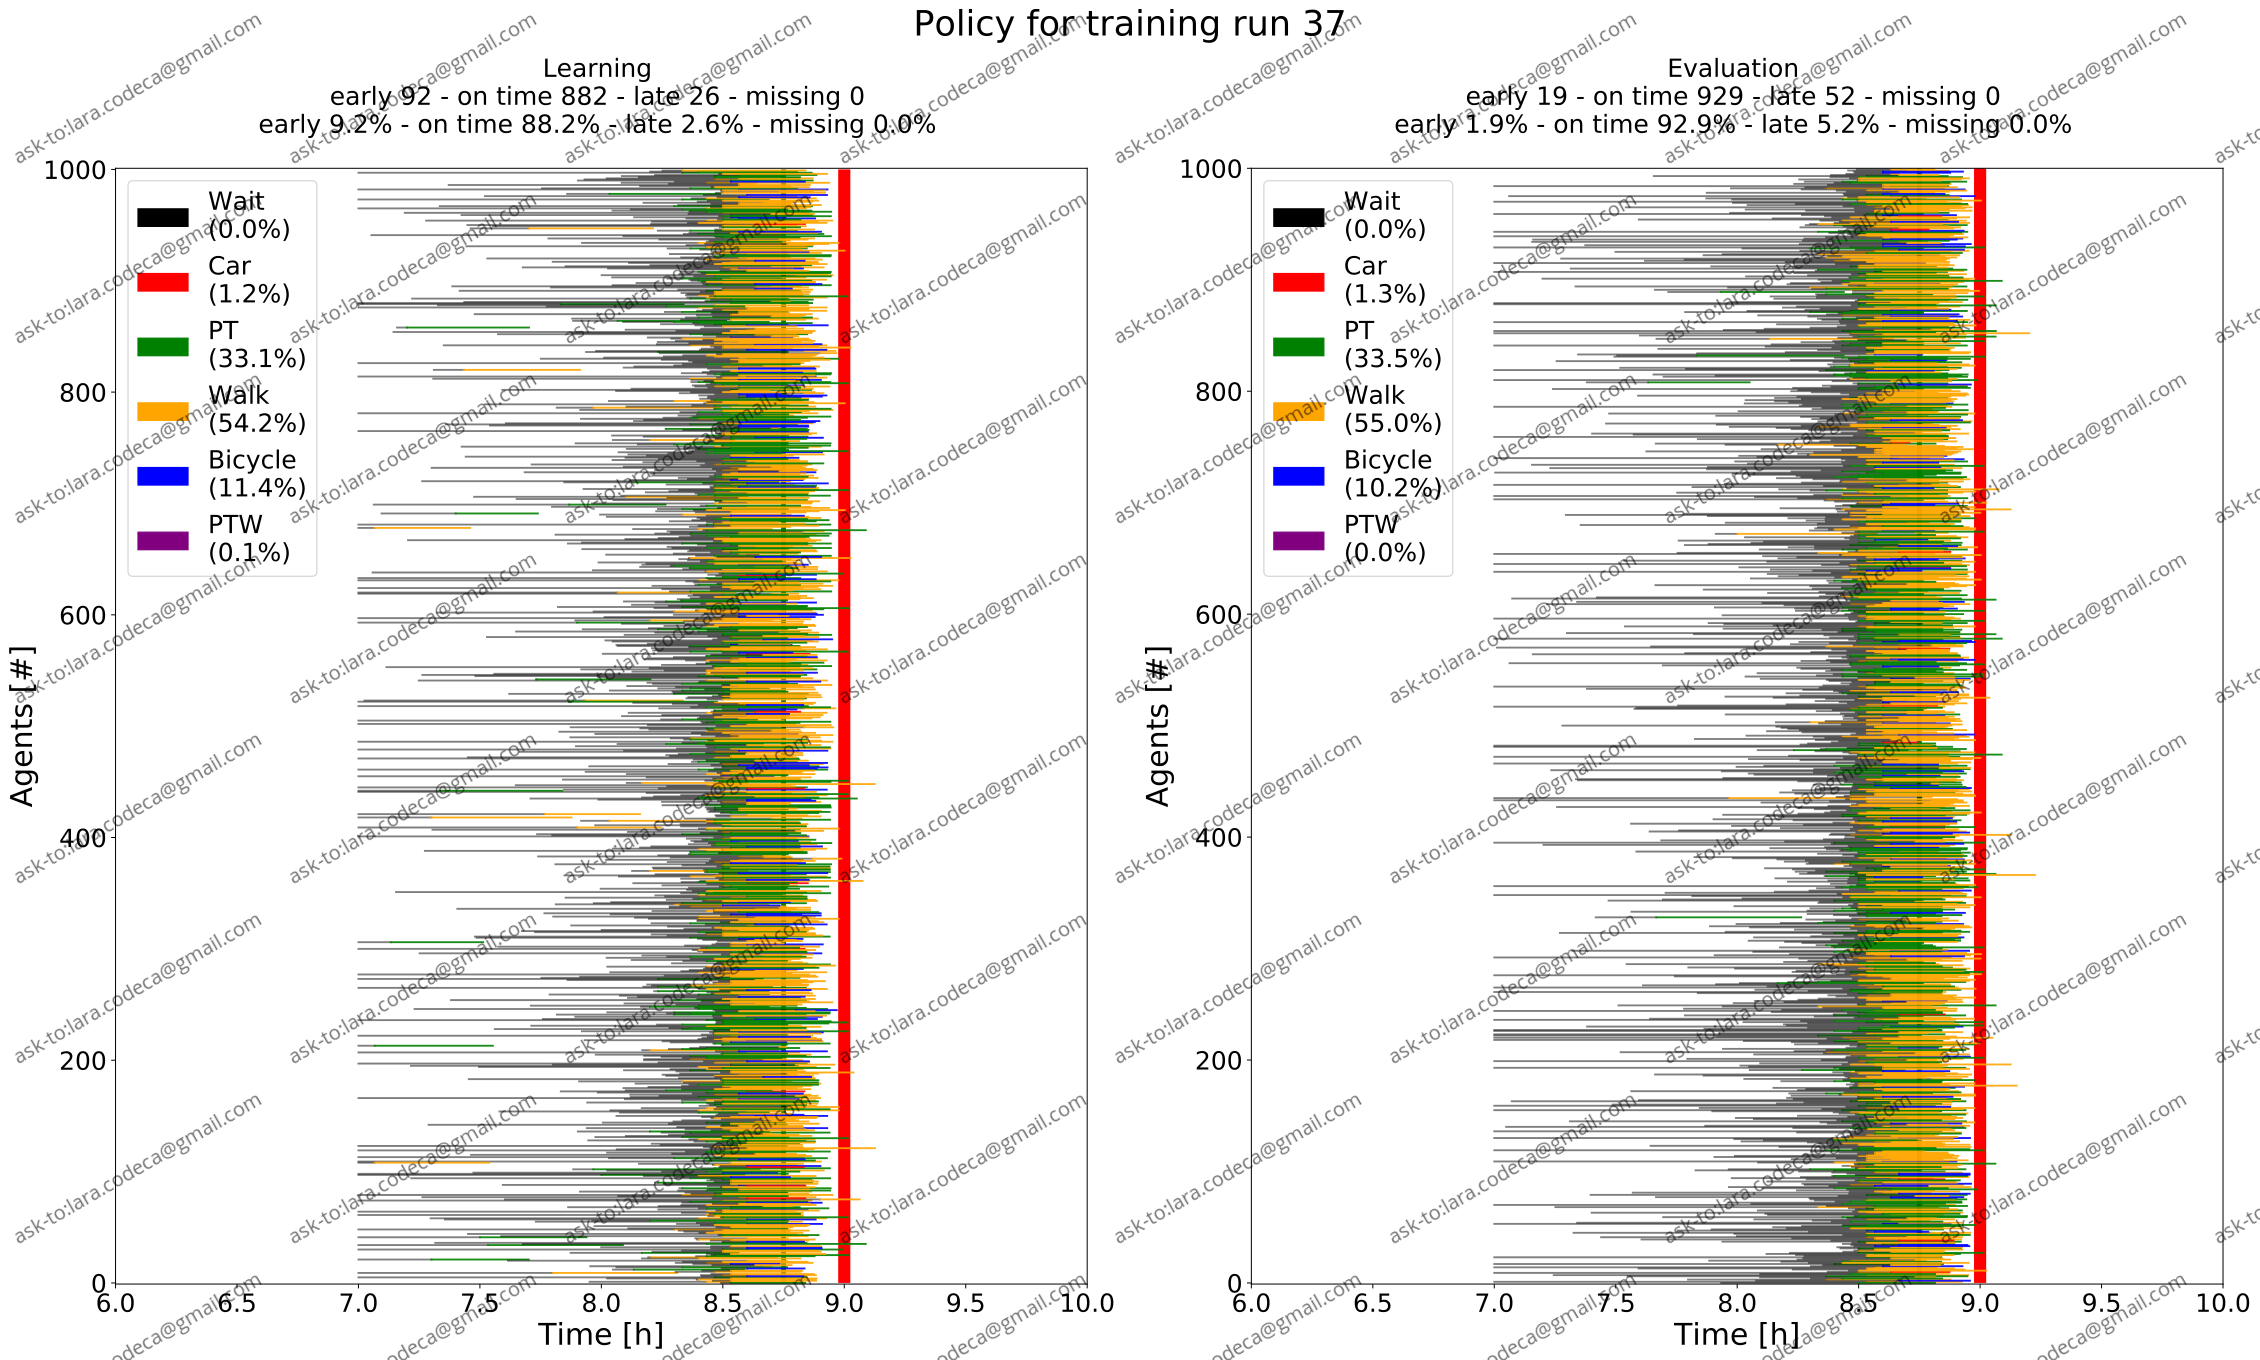 Policy for training run 37
Learning
early 92 - on time 882 - late 26 - missing 0
early 9.2% - on time 88.2% - late 2.6% - missing 0.0%
1000
800
600
400
200
0
Agents [#]
Wait
(0.0%)
Car
(1.2%)
PT
(33.1%)
Walk
(54.2%)
Bicycle
(11.4%)
PTW
(0.1%)
6.0 6.5 7.0 7.5 8.0 8.5 9.0 9.5 10.0
Time [h]
Evaluation
early 19 - on time 929 - late 52 - missing 0
early 1.9% - on time 92.9% - late 5.2% - missing 0.0%
1000
800
600
400
200
0
Agents [#]
Wait
(0.0%)
Car
(1.3%)
PT
(33.5%)
Walk
(55.0%)
Bicycle
(10.2%)
PTW
(0.0%)
6.0 6.5 7.0 7.5 8.0 8.5 9.0 9.5 10.0
Time [h]
ask-to:lara.codeca@gmail.com